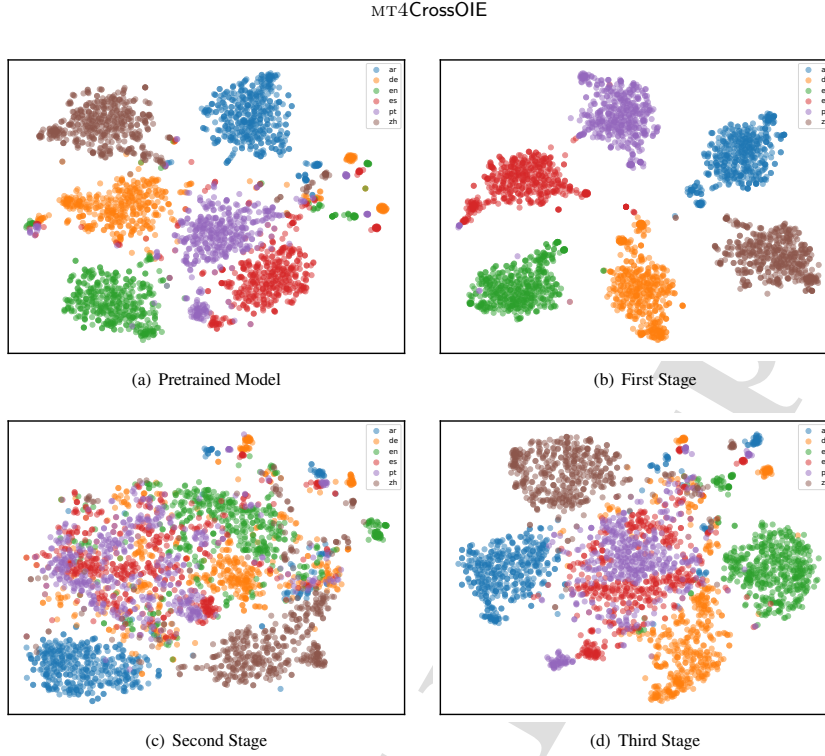 MT4CrossOIE
ar
de
en
es
pt
zh
(a) Pretrained Model
a
d
e
e
p
z
(b) First Stage
ar
de
en
es
pt
zh
(c) Second Stage
a
d
e
e
p
z
(d) Third Stage